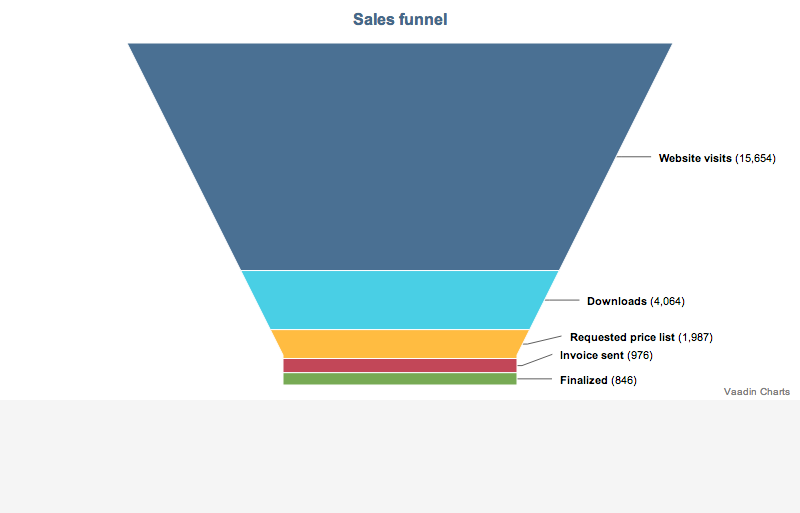 Sales funnel
Website visits (15,654)
Downloads (4,064)
Requested price list (1,987)
Invoice sent (976)
Finalized (846)
Vaadin Charts